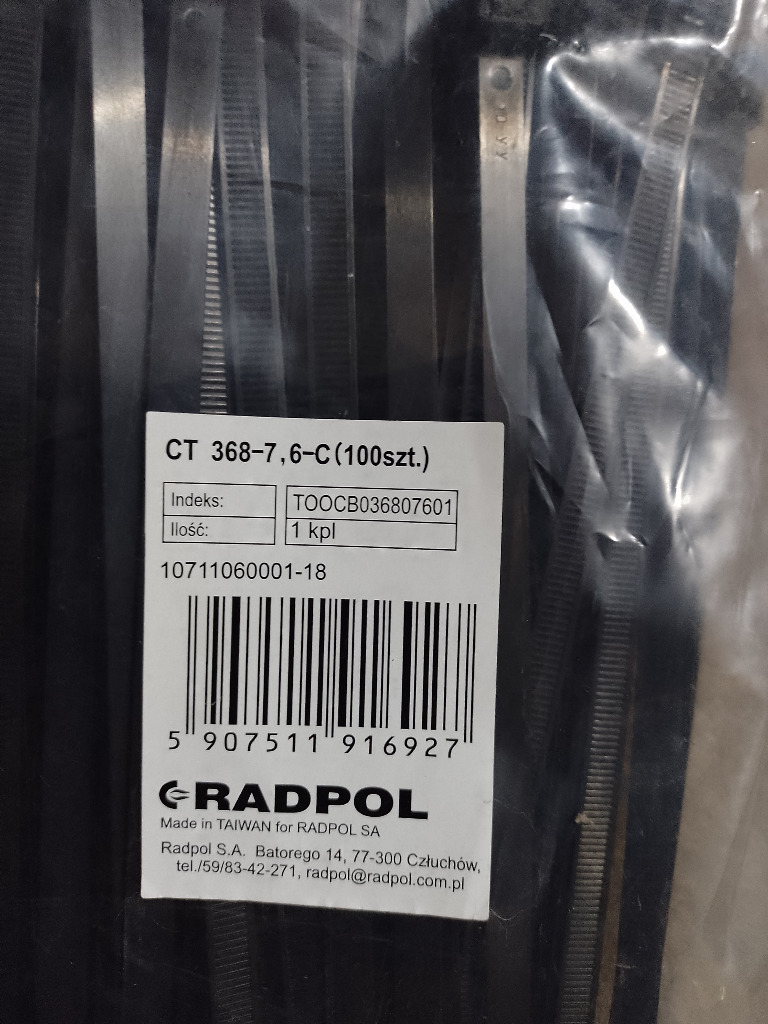 CT 368-7,6-C(100szt.)
Indeks: TOOCB036807601
Ilość: 1 kpl
10711060001-18
5 907511 916927
RADPOL
Made in TAIWAN for RADPOL SA
Radpol S.A. Batorego 14, 77-300 Człuchów,
tel./59/83-42-271, radpol@radpol.com.pl